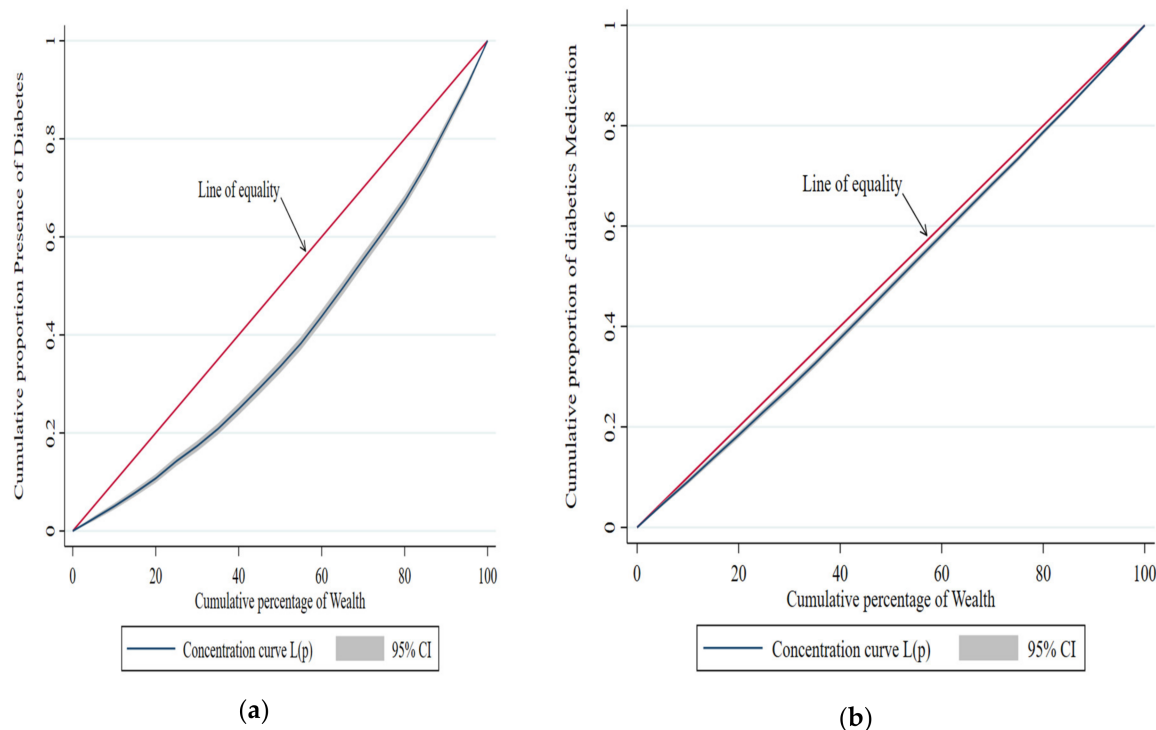 Cumulative proportion Presence of Diabetes
1
0.8
0.6
0.4
0.2
0
Line of equality
0 20 40 60 80 100
Cumulative percentage of Wealth
Concentration curve L(p) 95% CI
(a)
Cumulative proportion of diabetics Medication
1
0.8
0.6
0.4
0.2
0
Line of equality
0 20 40 60 80 100
Cumulative percentage of Wealth
Concentration curve L(p) 95% CI
(b)